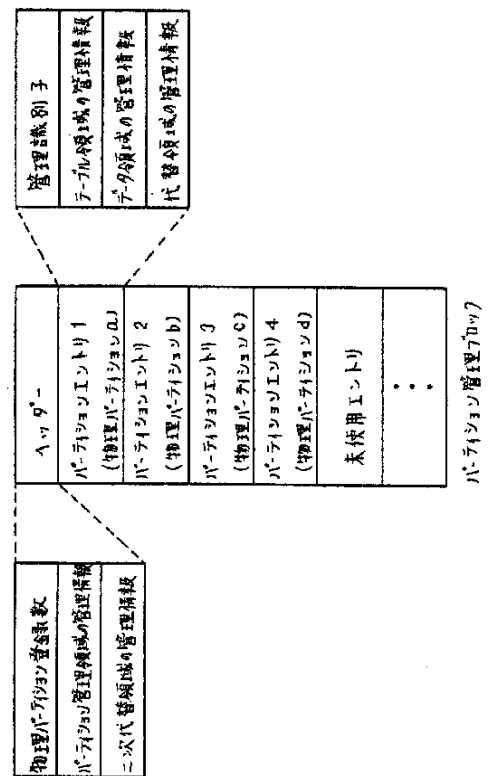 物理パーティション登録数
パーティション管理領域の管理情報
二次代替領域の管理情報
ヘッダー
パーティションエントリ1
(物理パーティションa)
パーティションエントリ2
(物理パーティションb)
パーティションエントリ3
(物理パーティションc)
パーティションエントリ4
(物理パーティションd)
未使用エントリ
・・・
パーティション管理ブロック
管理識別子
テーブル領域の管理情報
データ領域の管理情報
代替領域の管理情報